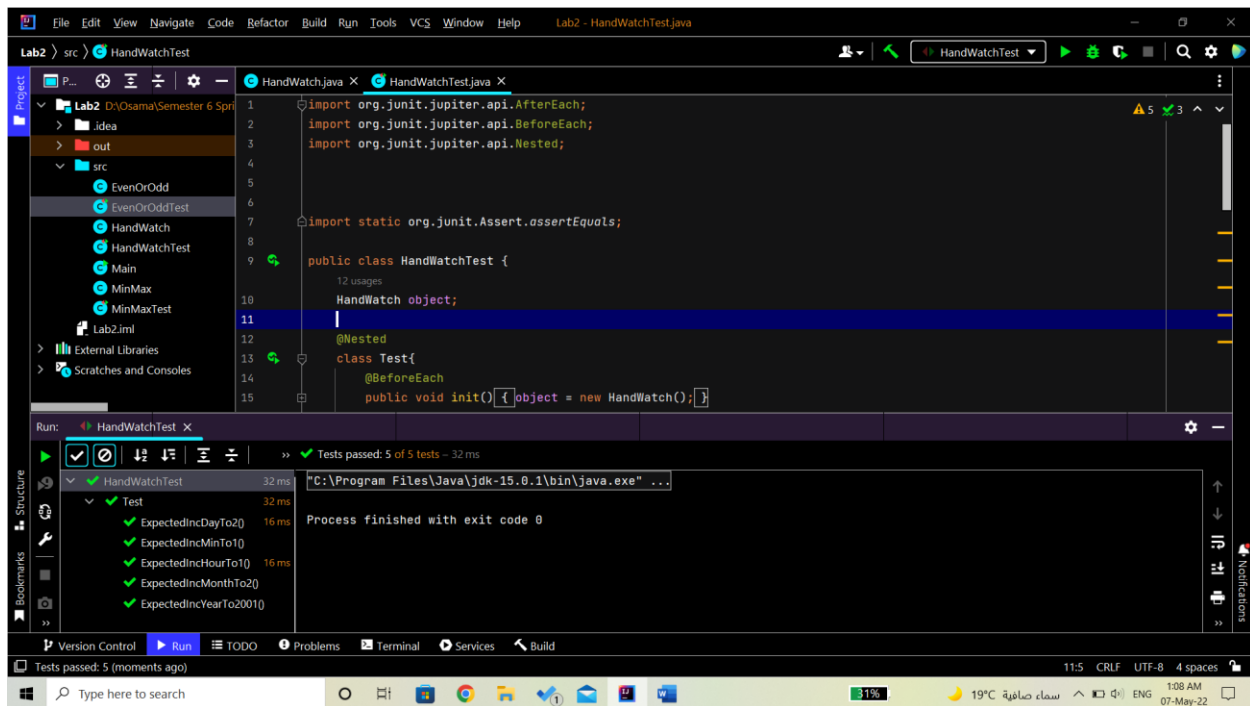 File Edit View Navigate Code Refactor Build Run Tools VCS Window Help Lab2 - HandWatchTest.java
Lab2 〉 src 〉 HandWatchTest
HandWatchTest
Project
P...
HandWatch.java
HandWatchTest.java
Lab2 D:\Osama\Semester 6 Spri
.idea
out
src
EvenOrOdd
EvenOrOddTest
HandWatch
HandWatchTest
Main
MinMax
MinMaxTest
Lab2.iml
External Libraries
Scratches and Consoles
5 3
1 import org.junit.jupiter.api.AfterEach;
2 import org.junit.jupiter.api.BeforeEach;
3 import org.junit.jupiter.api.Nested;
4
5
6
7 import static org.junit.Assert.assertEquals;
8
9 public class HandWatchTest {
12 usages
10 HandWatch object;
11
12 @Nested
13 class Test{
14 @BeforeEach
15 public void init() { object = new HandWatch(); }
Run: HandWatchTest
Tests passed: 5 of 5 tests – 32 ms
HandWatchTest 32 ms
Test 32 ms
ExpectedIncDayTo2() 16 ms
ExpectedIncMinTo1()
ExpectedIncHourTo1() 16 ms
ExpectedIncMonthTo2()
ExpectedIncYearTo2001()
"C:\Program Files\Java\jdk-15.0.1\bin\java.exe" ...
Process finished with exit code 0
Structure
Bookmarks
Notifications
Version Control Run TODO Problems Terminal Services Build
Tests passed: 5 (moments ago)
11:5 CRLF UTF-8 4 spaces
Type here to search
31%
19°C سماء صافية
ENG
1:08 AM
07-May-22